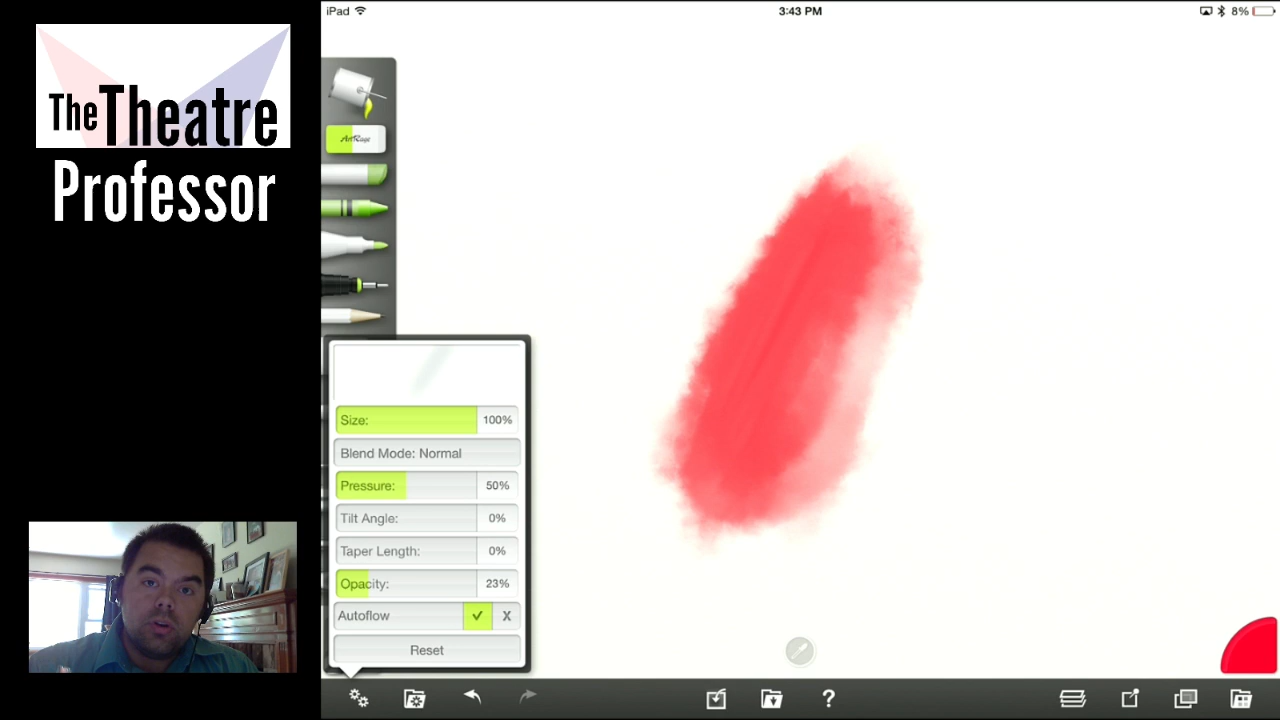 The Theatre
Professor
iPad
3:43 PM
8%
ArtRage
Size: 100%
Blend Mode: Normal
Pressure: 50%
Tilt Angle: 0%
Taper Length: 0%
Opacity: 23%
Autoflow ✓ X
Reset
?